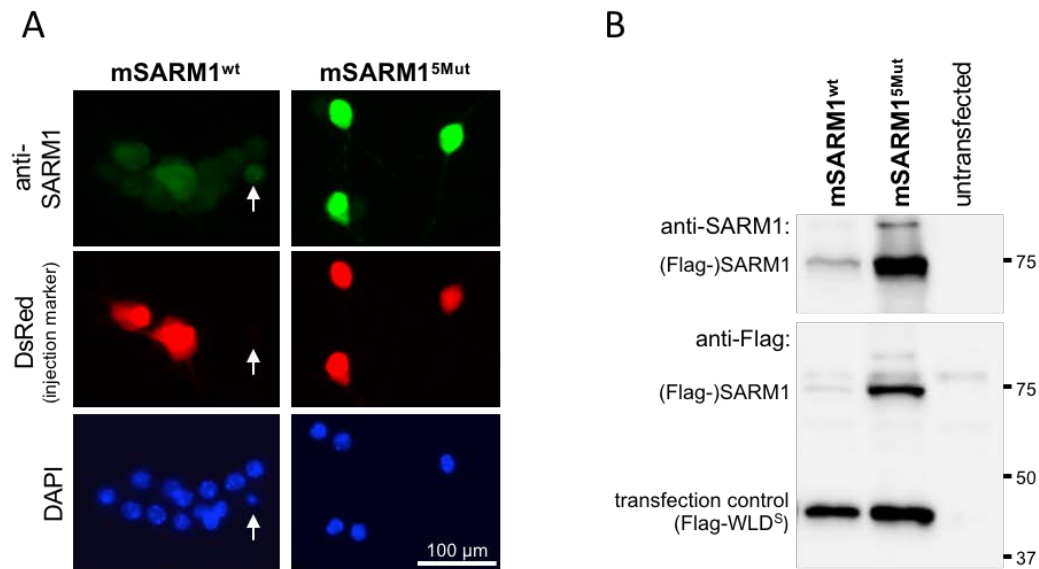 A
mSARM1wt
mSARM15Mut
anti-
SARM1
DsRed
(injection marker)
DAPI
100 µm
B
mSARM1wt
mSARM15Mut
untransfected
anti-SARM1:
(Flag-)SARM1
75
anti-Flag:
(Flag-)SARM1
75
50
transfection control
(Flag-WLDS)
37